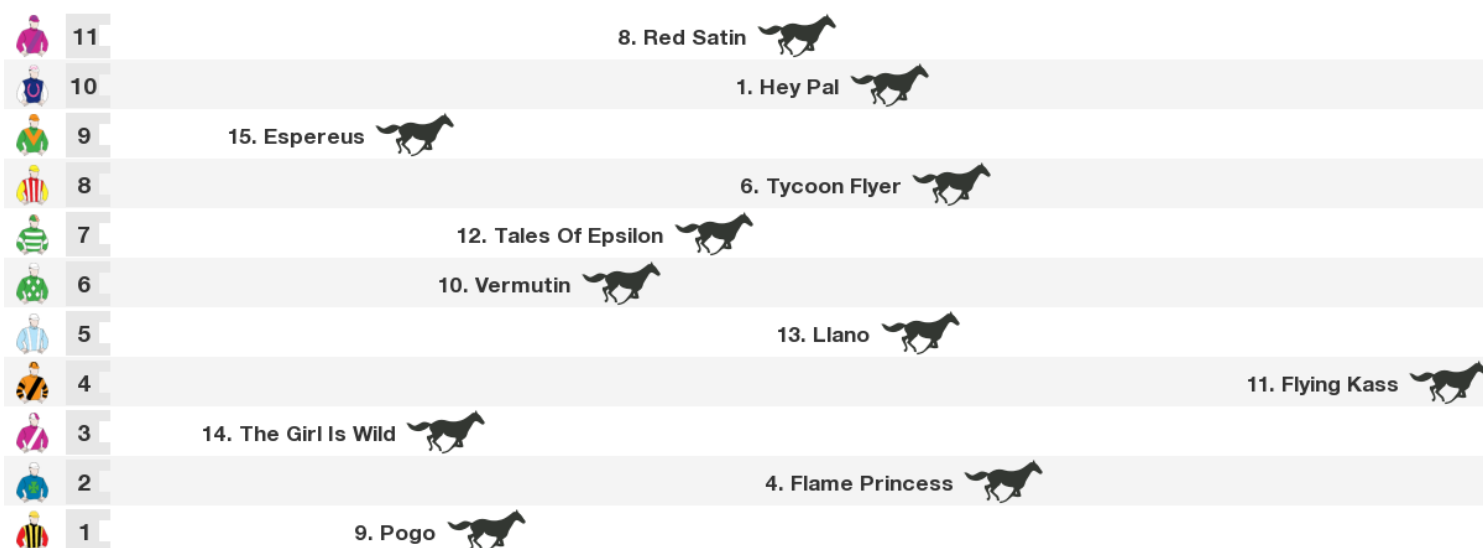 11 8. Red Satin
10 1. Hey Pal
9 15. Espereus
8 6. Tycoon Flyer
7 12. Tales Of Epsilon
6 10. Vermutin
5 13. Llano
4 11. Flying Kass
3 14. The Girl Is Wild
2 4. Flame Princess
1 9. Pogo